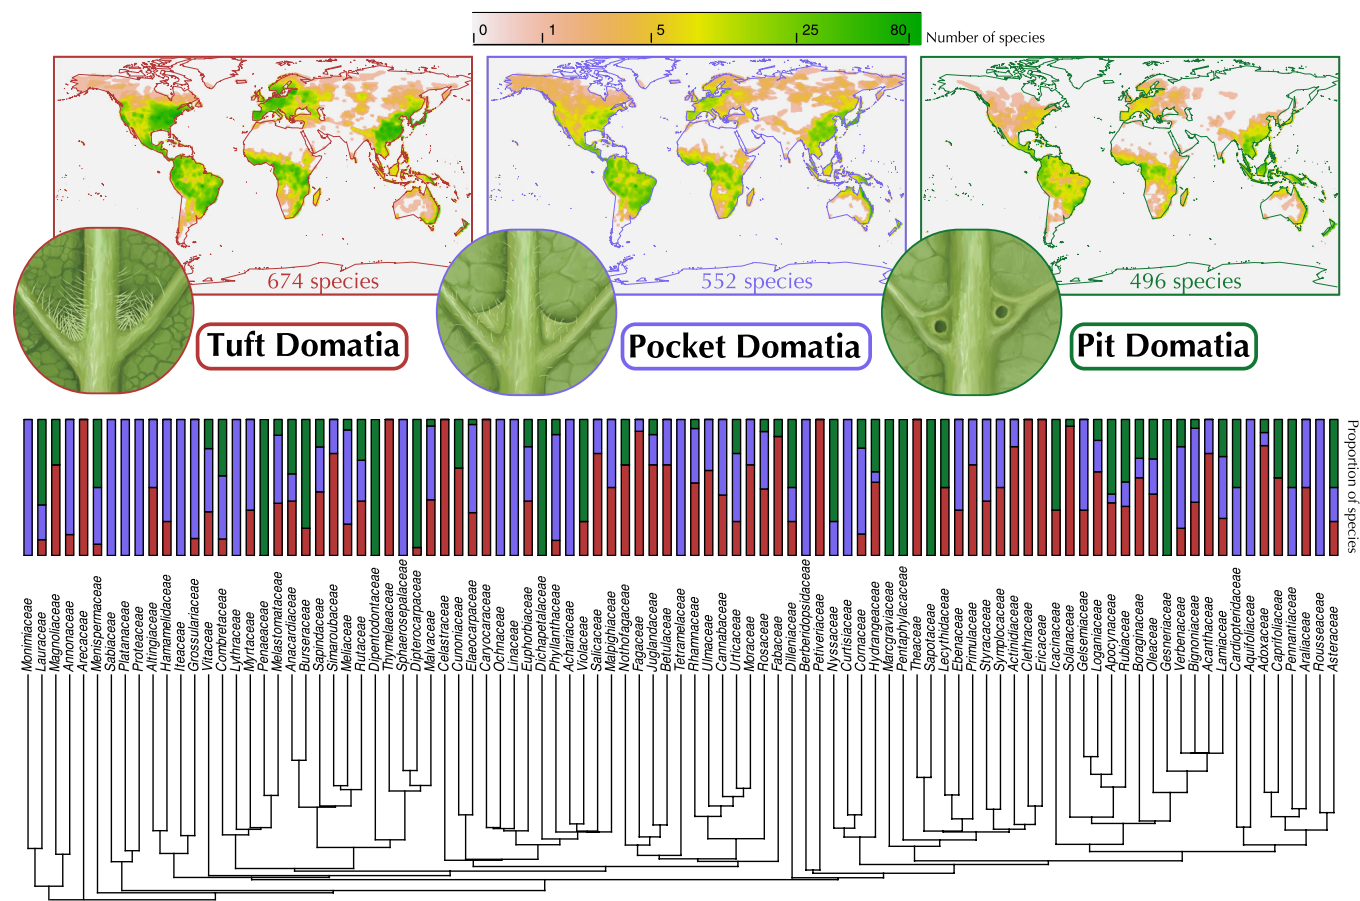 0 1 5 25 80
Number of species
674 species
552 species
496 species
Tuft Domatia
Pocket Domatia
Pit Domatia
Proportion of species
Monimiaceae
Lauraceae
Magnoliaceae
Annonaceae
Arecaceae
Menispermaceae
Sabiaceae
Platanaceae
Proteaceae
Altingiaceae
Hamamelidaceae
Iteaceae
Grossulariaceae
Vitaceae
Combretaceae
Lythraceae
Myrtaceae
Penaeaceae
Melastomataceae
Anacardiaceae
Burseraceae
Sapindaceae
Simaroubaceae
Meliaceae
Rutaceae
Dipentodontaceae
Thymelaeaceae
Sphaerosepalaceae
Dipterocarpaceae
Malvaceae
Celastraceae
Cunoniaceae
Elaeocarpaceae
Caryocaraceae
Ochnaceae
Linaceae
Euphorbiaceae
Dichapetalaceae
Phyllanthaceae
Achariaceae
Violaceae
Salicaceae
Malpighiaceae
Nothofagaceae
Fagaceae
Juglandaceae
Betulaceae
Tetramelaceae
Rhamnaceae
Ulmaceae
Cannabaceae
Urticaceae
Moraceae
Rosaceae
Fabaceae
Dilleniaceae
Berberidopsidaceae
Petiveriaceae
Nyssaceae
Curtisiaceae
Cornaceae
Hydrangeaceae
Marcgraviaceae
Pentaphylacaceae
Theaceae
Sapotaceae
Lecythidaceae
Ebenaceae
Primulaceae
Styracaceae
Symplocaceae
Actinidiaceae
Clethraceae
Ericaceae
Icacinaceae
Solanaceae
Gelsemiaceae
Loganiaceae
Apocynaceae
Rubiaceae
Boraginaceae
Oleaceae
Gesneriaceae
Verbenaceae
Bignoniaceae
Acanthaceae
Lamiaceae
Cardiopteridaceae
Aquifoliaceae
Adoxaceae
Caprifoliaceae
Pennantiaceae
Araliaceae
Rousseaceae
Asteraceae